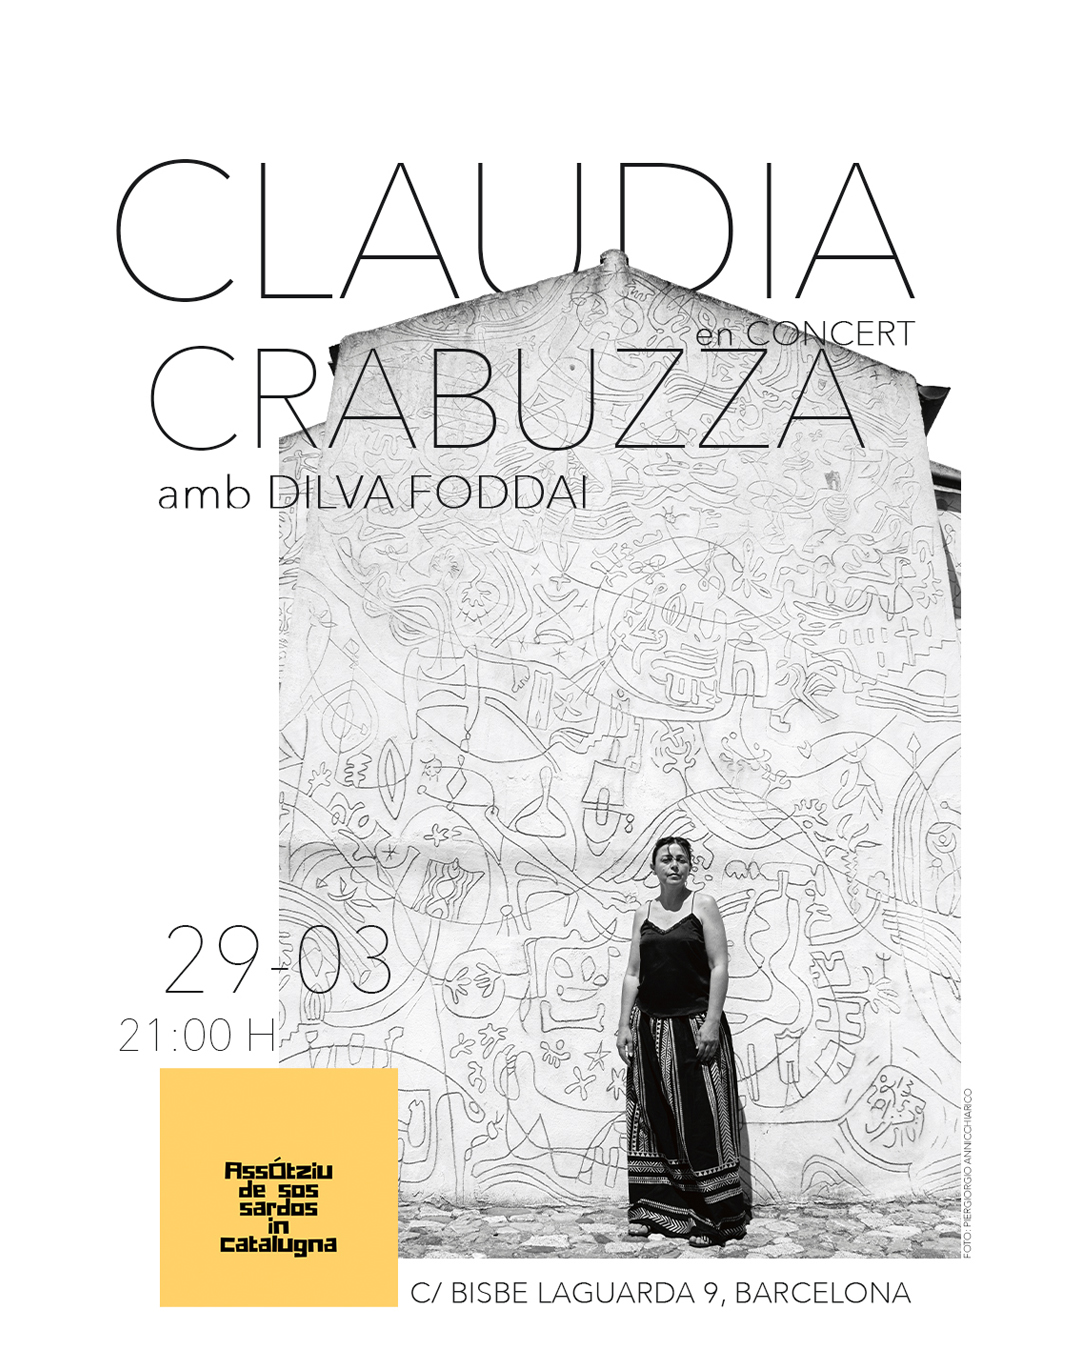 CLAUDIA
en CONCERT
CRABUZZA
amb DILVA FODDAI
29-03
21:00 H
AssÓtziu
de sos
sardos
in
Catalugna
C/ BISBE LAGUARDA 9, BARCELONA
FOTO: PIERGIORGIO ANNICCHIARICO